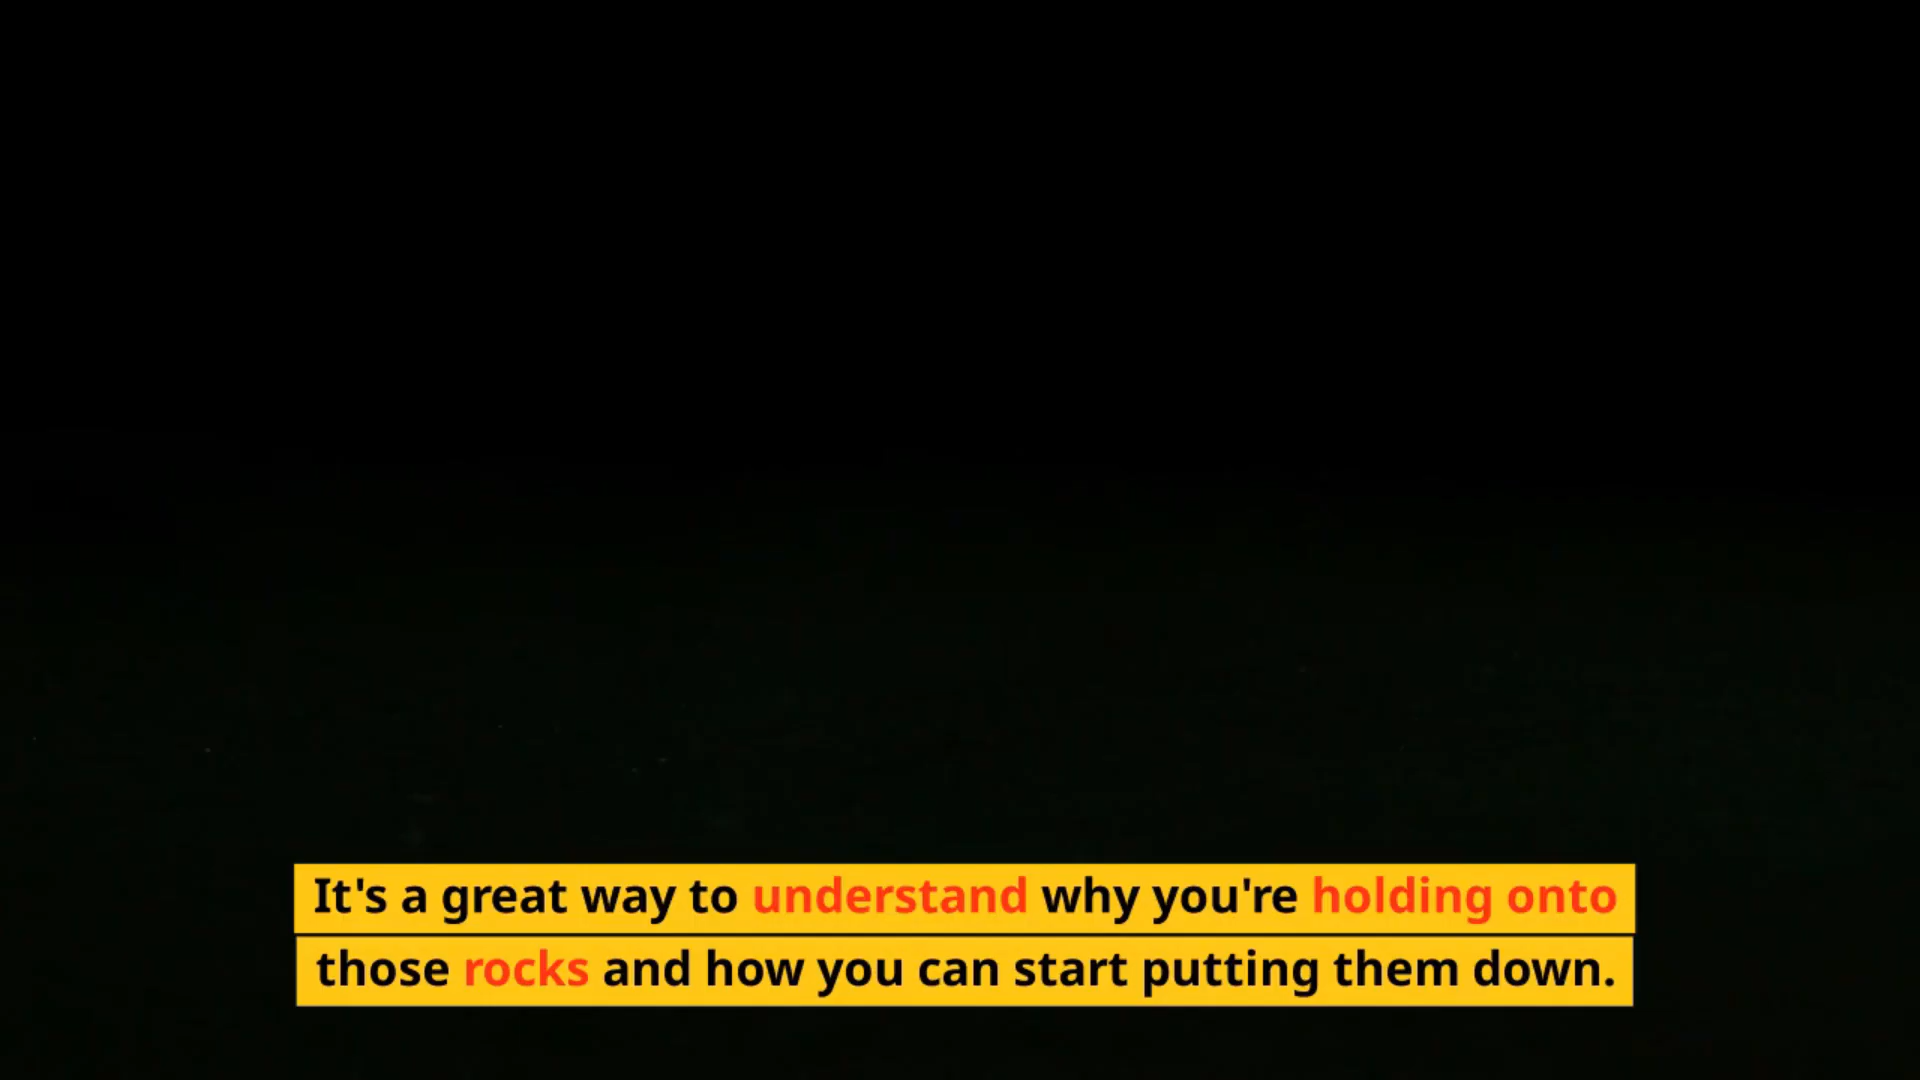 It's a great way to understand why you're holding onto
those rocks and how you can start putting them down.